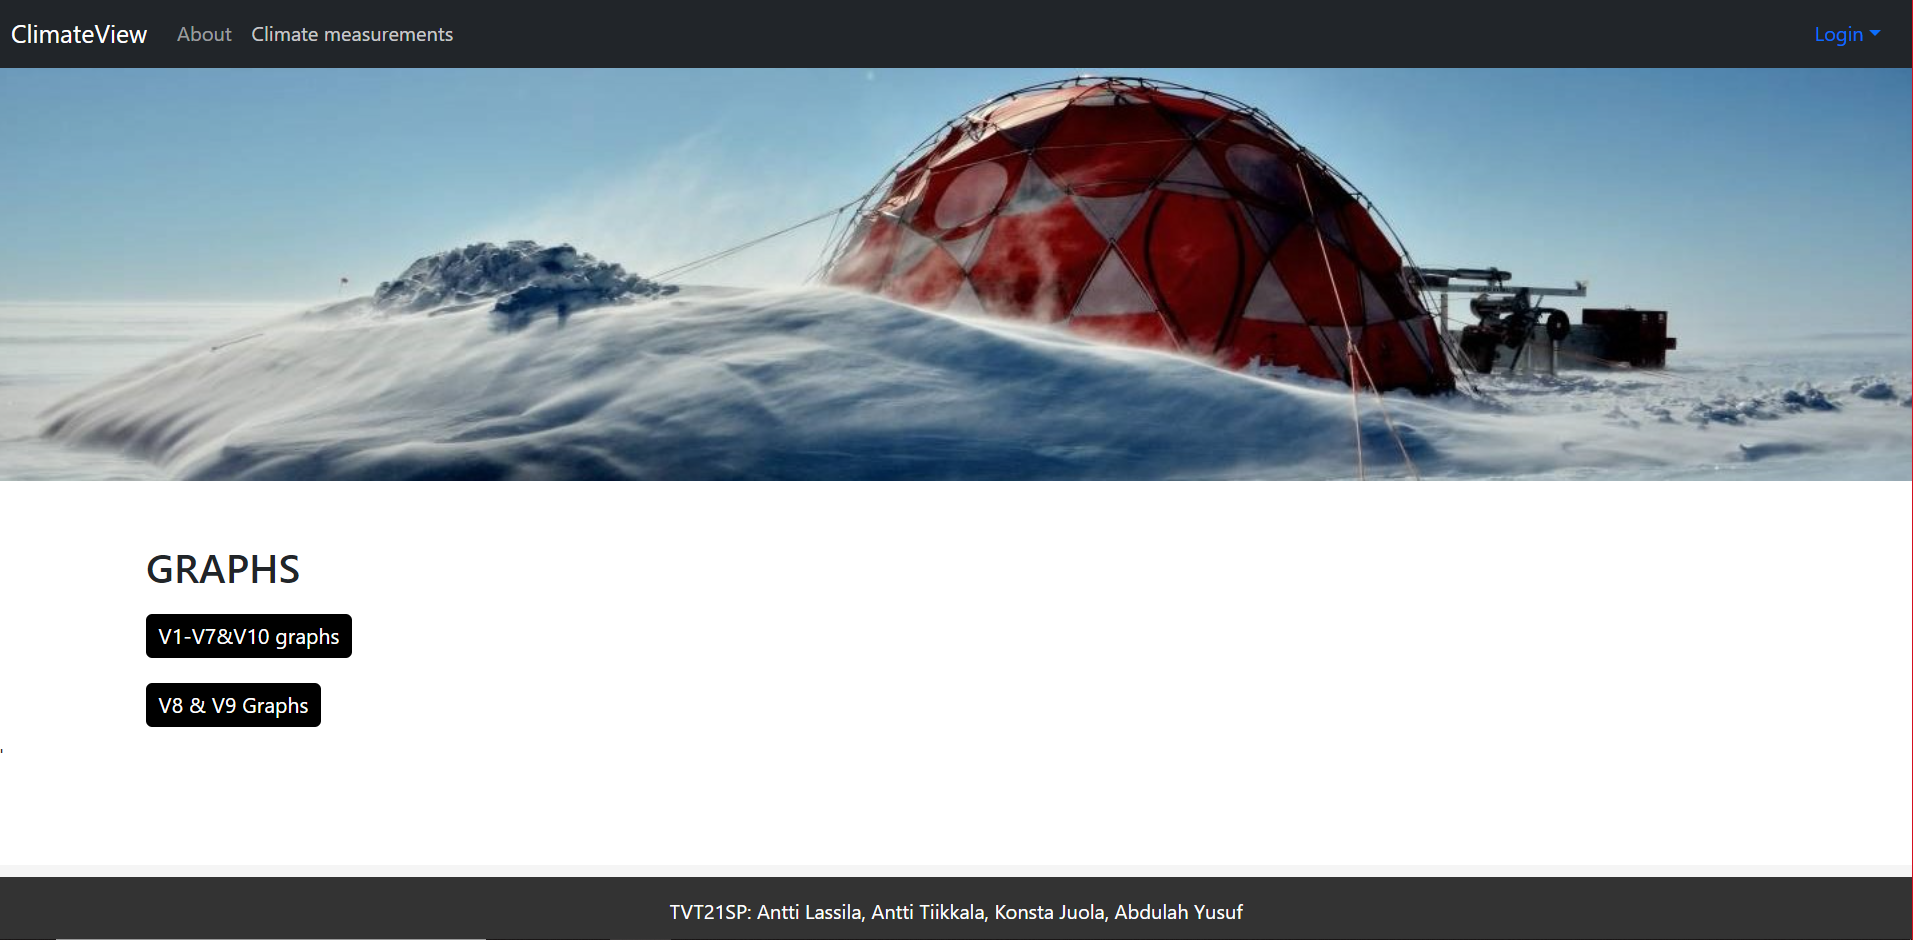 ClimateView About Climate measurements Login
GRAPHS
V1-V7&V10 graphs
V8 & V9 Graphs
'
TVT21SP: Antti Lassila, Antti Tiikkala, Konsta Juola, Abdulah Yusuf